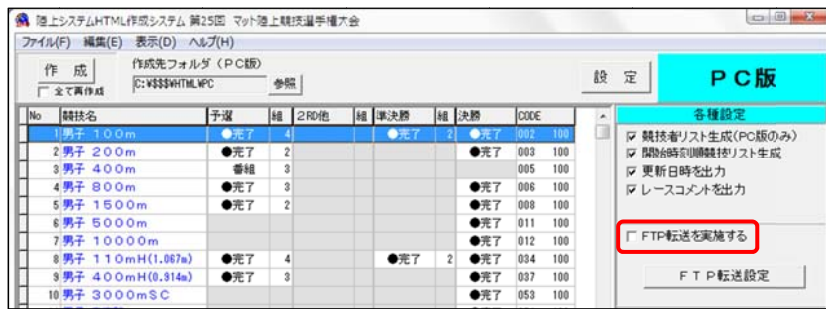 陸上システムHTML作成システム 第25回 マット陸上競技選手権大会
ファイル(F) 編集(E) 表示(D) ヘルプ(H)
作 成
全て再作成
作成先フォルダ (PC版)
C:¥$$$¥HTML¥PC
参照
設 定
PC版
No 競技名 予選 組 2RD他 組 準決勝 組 決勝 CODE
1 男子 100m ●完了 4 ●完了 2 ●完了 002 100
2 男子 200m ●完了 2 ●完了 003 100
3 男子 400m 番組 3 005 100
4 男子 800m ●完了 3 ●完了 006 100
5 男子 1500m ●完了 2 ●完了 008 100
6 男子 5000m ●完了 011 100
7 男子 10000m ●完了 012 100
8 男子 110mH(1.067m) ●完了 4 ●完了 2 ●完了 034 100
9 男子 400mH(0.914m) ●完了 3 ●完了 037 100
10 男子 3000mSC ●完了 053 100
各種設定
競技者リスト生成(PC版のみ)
開始時刻順競技リスト生成
更新日時を出力
レースコメントを出力
FTP転送を実施する
FTP転送設定